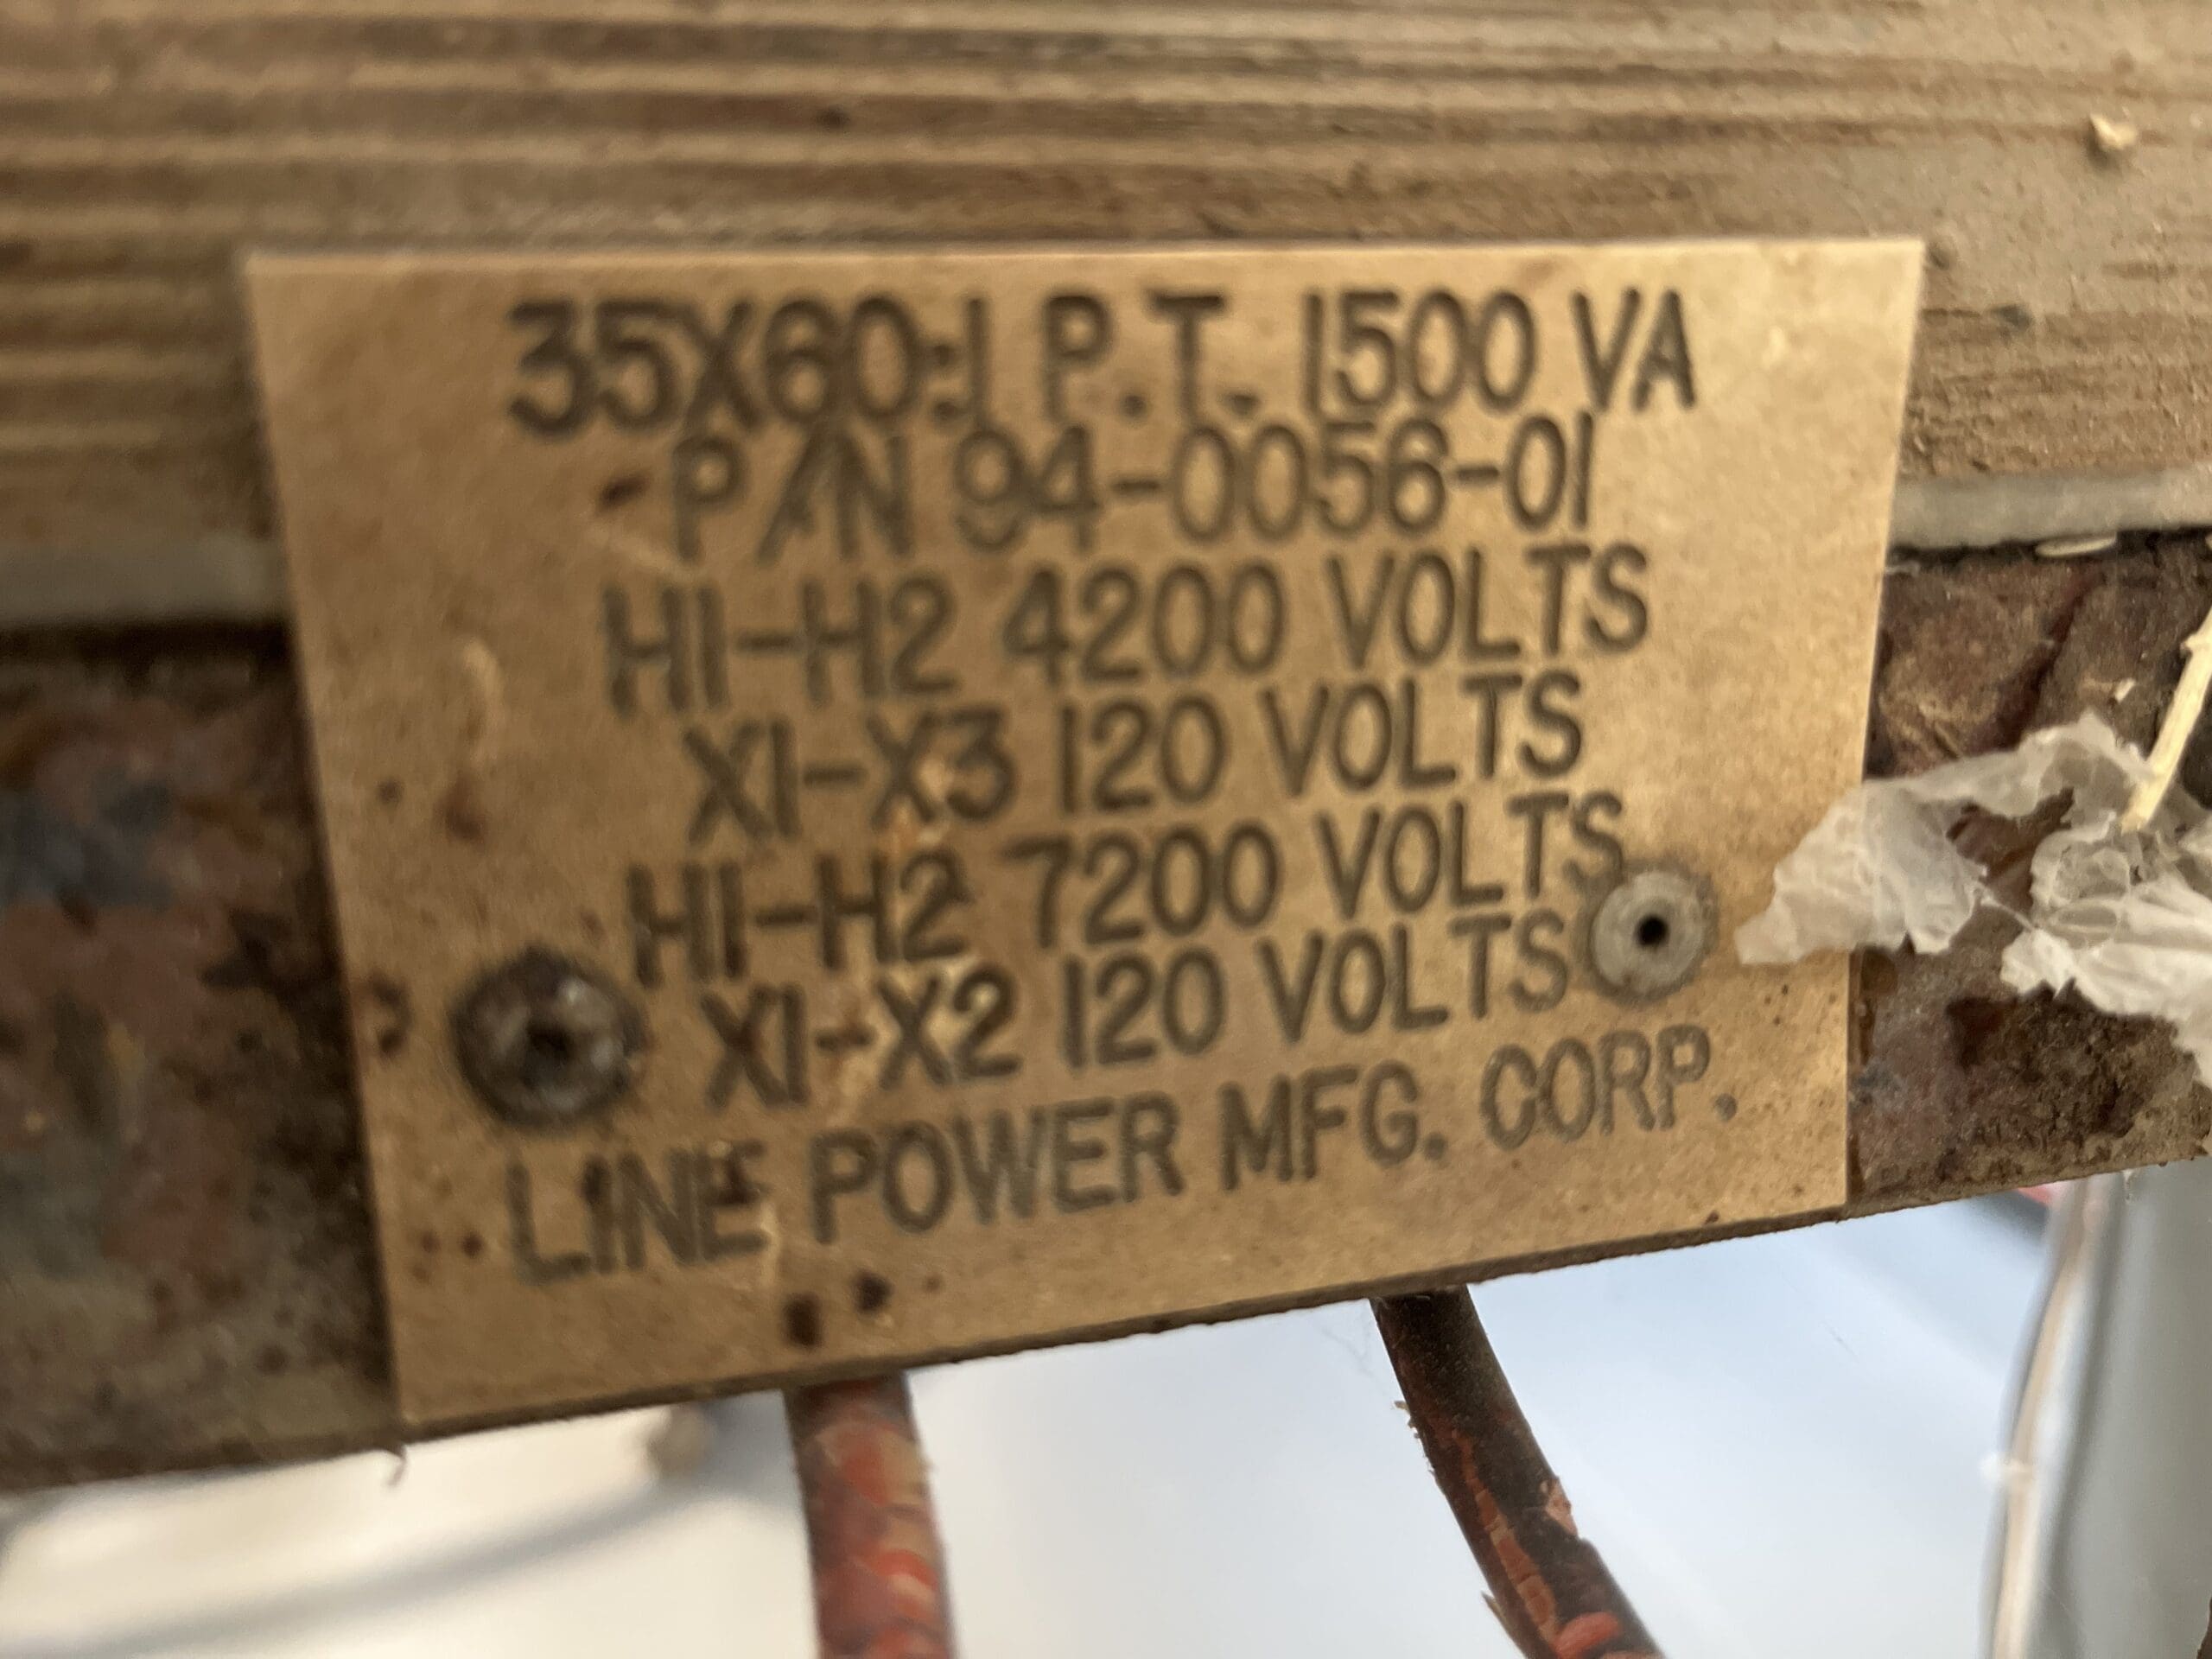 35X60:1 P.T. 1500 VA
P/N 94-0056-01
H1-H2 4200 VOLTS
X1-X3 120 VOLTS
H1-H2 7200 VOLTS
X1-X2 120 VOLTS
LINE POWER MFG. CORP.